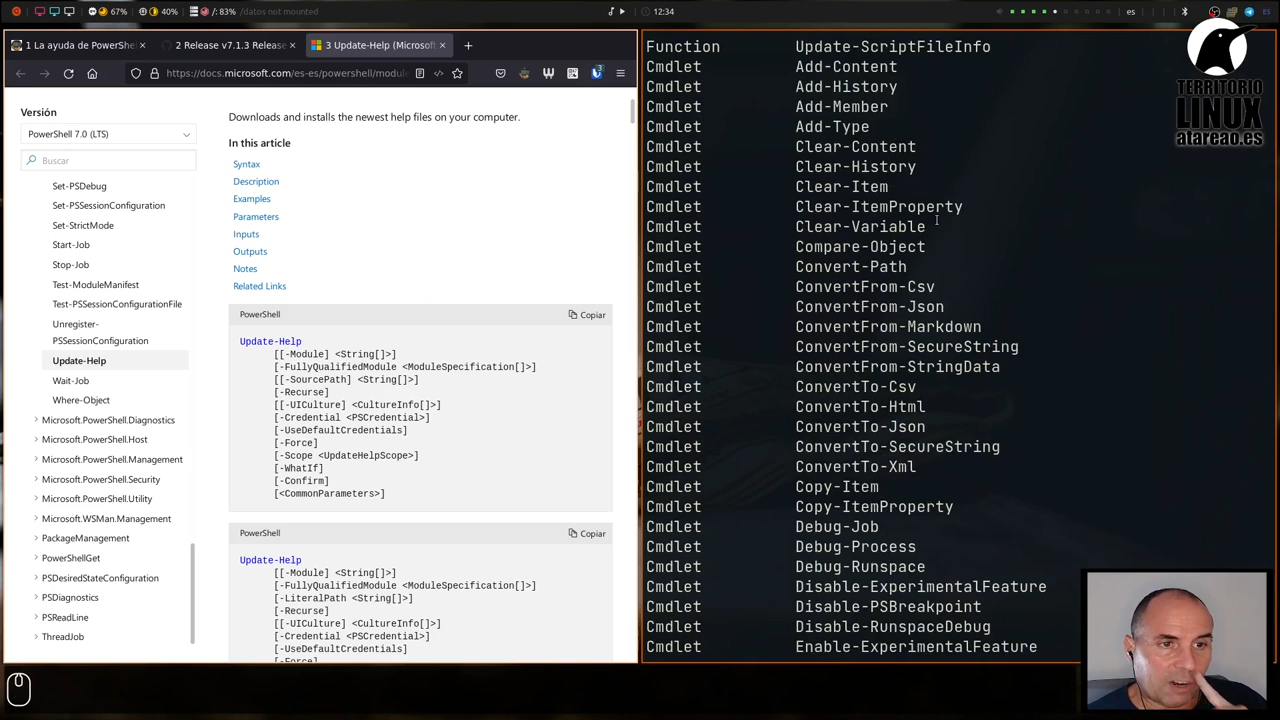 67% 40% /: 83% /datos not mounted 12:34 es ES
1 La ayuda de PowerShe 2 Release v7.1.3 Release 3 Update-Help (Microsoft
https://docs.microsoft.com/es-es/powershell/module
3
Versión
PowerShell 7.0 (LTS)
Buscar
Set-PSDebug
Set-PSSessionConfiguration
Set-StrictMode
Start-Job
Stop-Job
Test-ModuleManifest
Test-PSSessionConfigurationFile
Unregister-
PSSessionConfiguration
Update-Help
Wait-Job
Where-Object
Microsoft.PowerShell.Diagnostics
Microsoft.PowerShell.Host
Microsoft.PowerShell.Management
Microsoft.PowerShell.Security
Microsoft.PowerShell.Utility
Microsoft.WSMan.Management
PackageManagement
PowerShellGet
PSDesiredStateConfiguration
PSDiagnostics
PSReadLine
ThreadJob
Downloads and installs the newest help files on your computer.
In this article
Syntax
Description
Examples
Parameters
Inputs
Outputs
Notes
Related Links
PowerShell Copiar
Update-Help
[[-Module] <String[]>]
[-FullyQualifiedModule <ModuleSpecification[]>]
[[-SourcePath] <String[]>]
[-Recurse]
[[-UICulture] <CultureInfo[]>]
[-Credential <PSCredential>]
[-UseDefaultCredentials]
[-Force]
[-Scope <UpdateHelpScope>]
[-WhatIf]
[-Confirm]
[<CommonParameters>]
PowerShell Copiar
Update-Help
[[-Module] <String[]>]
[-FullyQualifiedModule <ModuleSpecification[]>]
[-LiteralPath <String[]>]
[-Recurse]
[[-UICulture] <CultureInfo[]>]
[-Credential <PSCredential>]
[-UseDefaultCredentials]
[-Force]
Function Update-ScriptFileInfo
Cmdlet Add-Content
Cmdlet Add-History
Cmdlet Add-Member
Cmdlet Add-Type
Cmdlet Clear-Content
Cmdlet Clear-History
Cmdlet Clear-Item
Cmdlet Clear-ItemProperty
Cmdlet Clear-Variable
Cmdlet Compare-Object
Cmdlet Convert-Path
Cmdlet ConvertFrom-Csv
Cmdlet ConvertFrom-Json
Cmdlet ConvertFrom-Markdown
Cmdlet ConvertFrom-SecureString
Cmdlet ConvertFrom-StringData
Cmdlet ConvertTo-Csv
Cmdlet ConvertTo-Html
Cmdlet ConvertTo-Json
Cmdlet ConvertTo-SecureString
Cmdlet ConvertTo-Xml
Cmdlet Copy-Item
Cmdlet Copy-ItemProperty
Cmdlet Debug-Job
Cmdlet Debug-Process
Cmdlet Debug-Runspace
Cmdlet Disable-ExperimentalFeature
Cmdlet Disable-PSBreakpoint
Cmdlet Disable-RunspaceDebug
Cmdlet Enable-ExperimentalFeature
TERRITORIO
LINUX
atareao.es